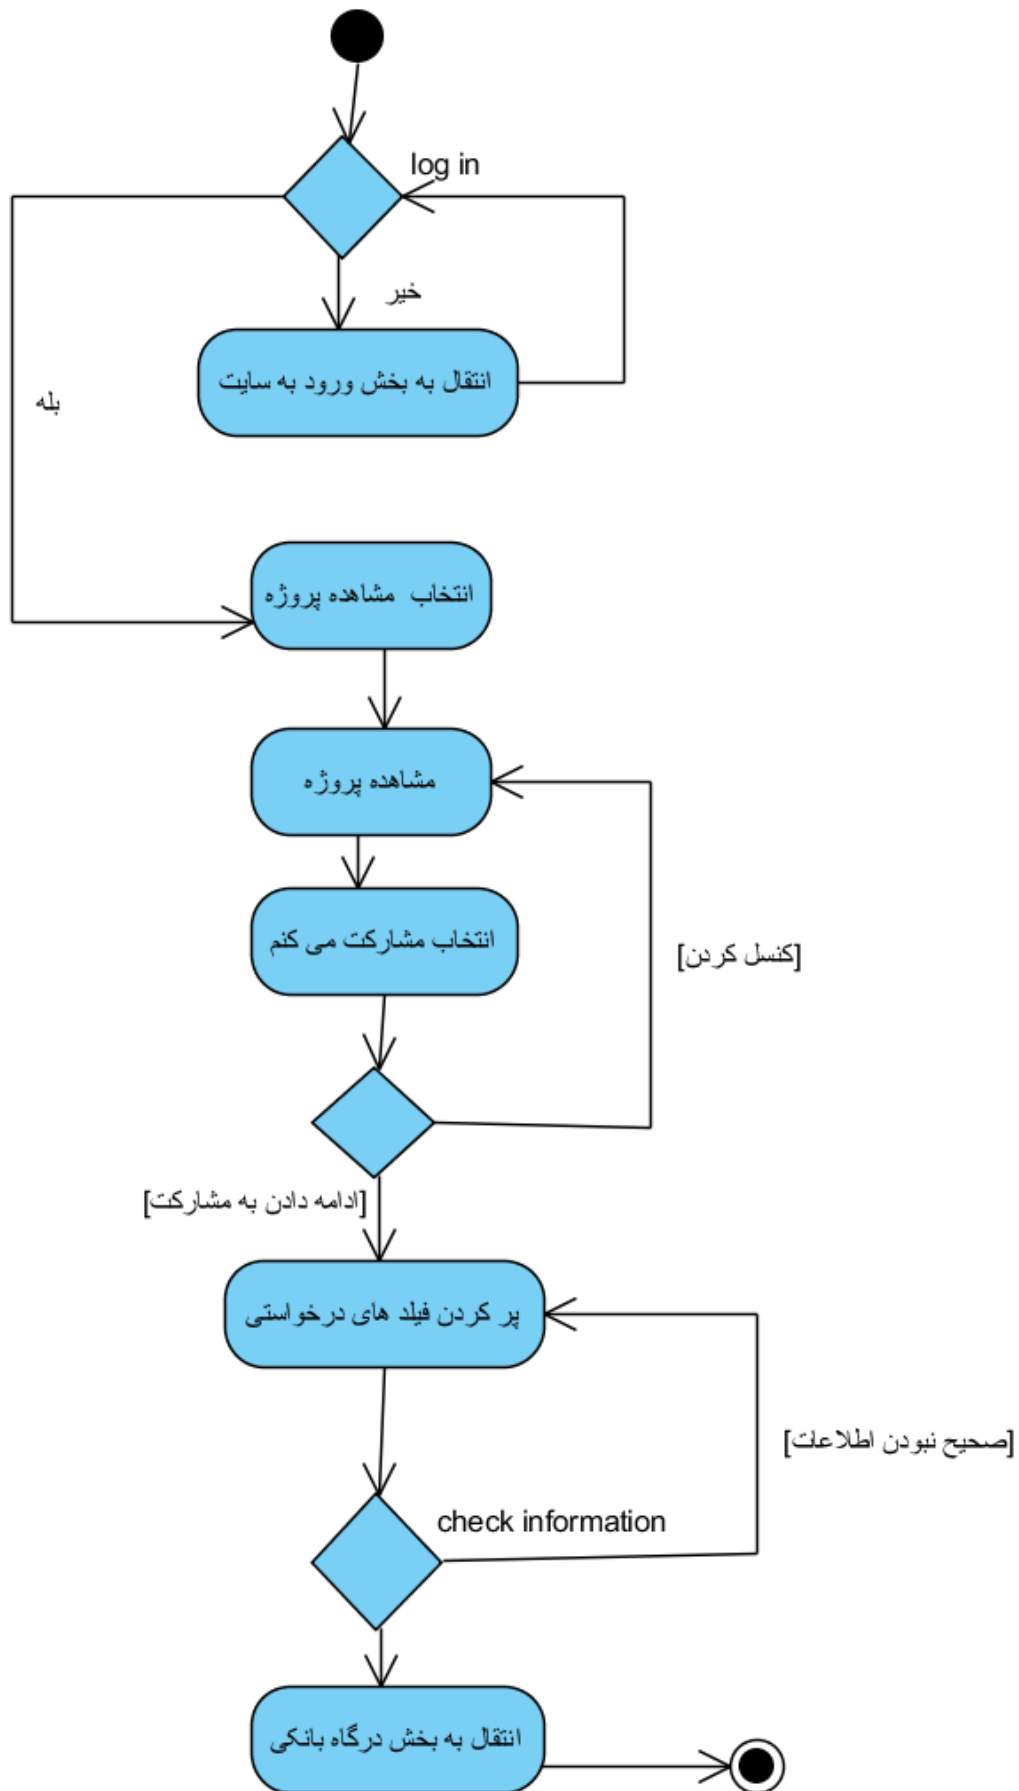 log in
خیر
انتقال به بخش ورود به سایت
بله
انتخاب مشاهده پروژه
مشاهده پروژه
انتخاب مشارکت می کنم
[کنسل کردن]
[ادامه دادن به مشارکت]
پر کردن فیلد های درخواستی
[صحیح نبودن اطلاعات]
check information
انتقال به بخش درگاه بانکی